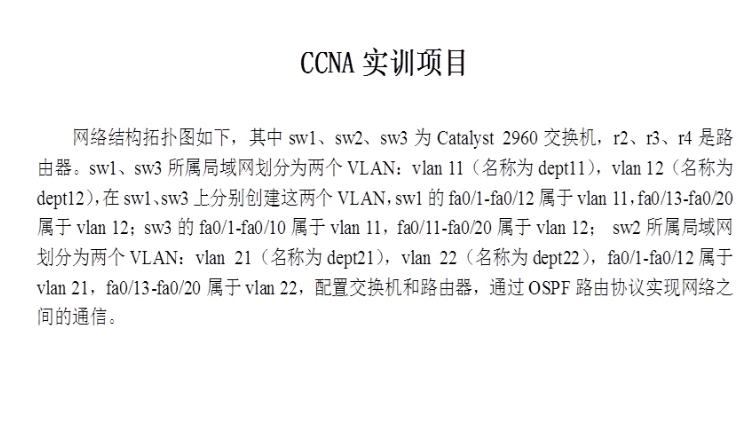 CCNA 实训项目
网络结构拓扑图如下，其中 sw1、sw2、sw3 为 Catalyst 2960 交换机，r2、r3、r4 是路
由器。sw1、sw3 所属局域网划分为两个 VLAN：vlan 11（名称为 dept11），vlan 12（名称为
dept12），在 sw1、sw3 上分别创建这两个 VLAN，sw1 的 fa0/1-fa0/12 属于 vlan 11，fa0/13-fa0/20
属于 vlan 12；sw3 的 fa0/1-fa0/10 属于 vlan 11，fa0/11-fa0/20 属于 vlan 12； sw2 所属局域网
划分为两个 VLAN：vlan 21（名称为 dept21），vlan 22（名称为 dept22），fa0/1-fa0/12 属于
vlan 21，fa0/13-fa0/20 属于 vlan 22，配置交换机和路由器，通过 OSPF 路由协议实现网络之
间的通信。